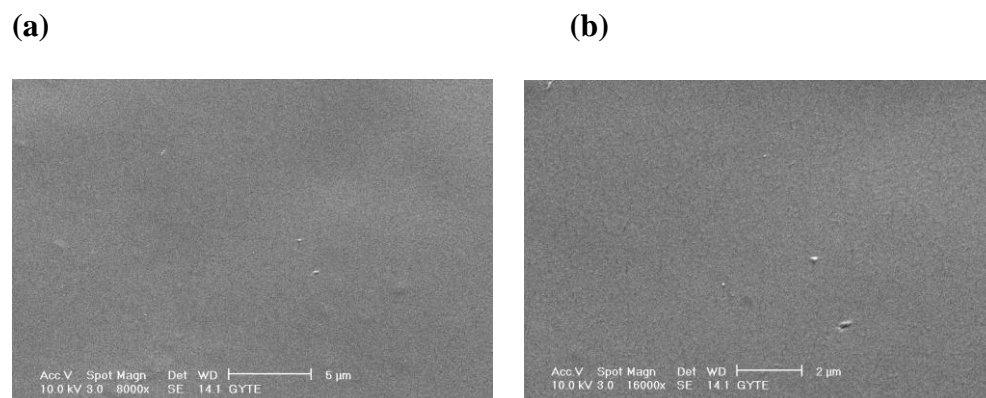 (a) (b)
Acc.V Spot Magn Det WD 5 µm
10.0 kV 3.0 8000x SE 14.1 GYTE
Acc.V Spot Magn Det WD 2 µm
10.0 kV 3.0 16000x SE 14.1 GYTE